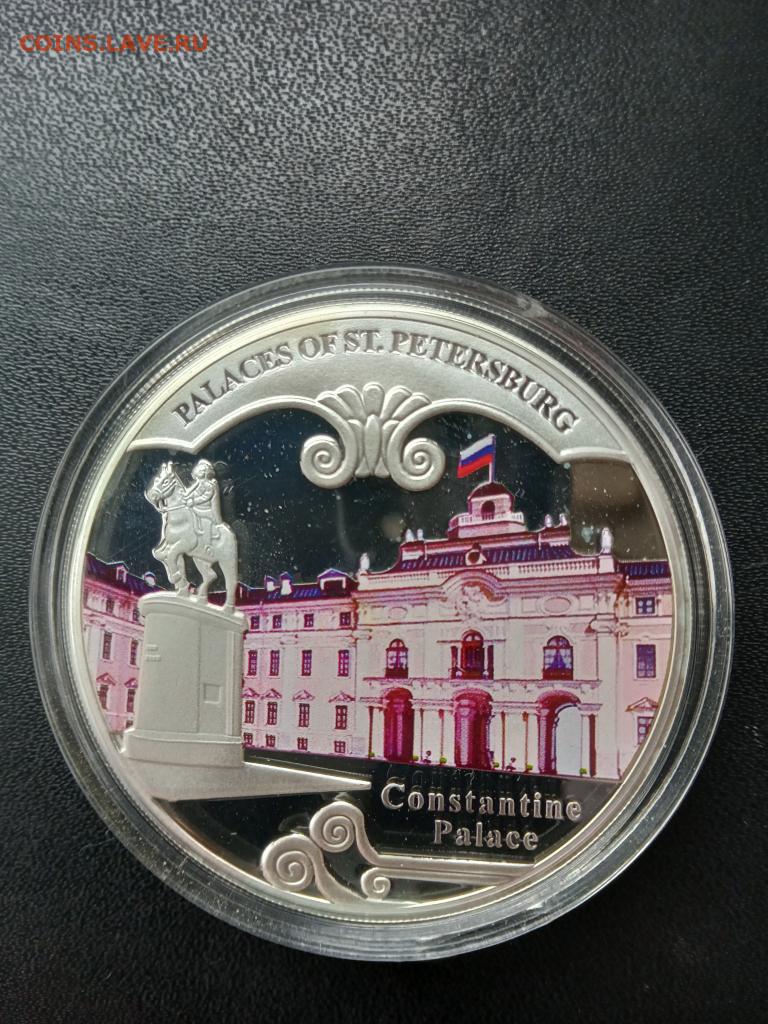 COINS.LAVE.RU
PALACES OF ST. PETERSBURG
Constantine
Palace